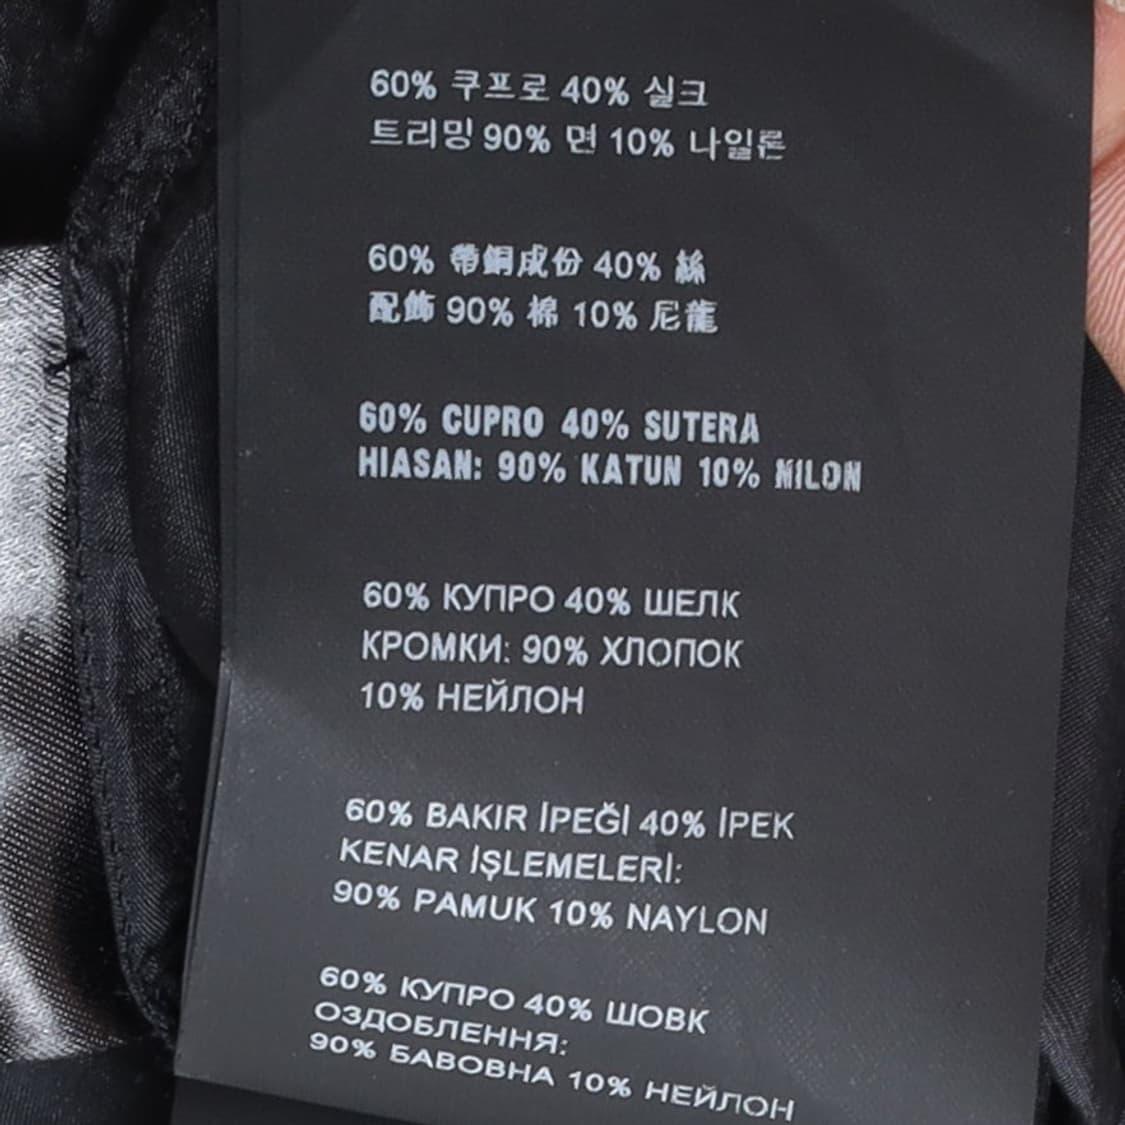 60% 쿠프로 40% 실크
트리밍 90% 면 10% 나일론
60% 帶銅成份 40% 絲
配飾 90% 棉 10% 尼龍
60% CUPRO 40% SUTERA
HIASAN: 90% KATUN 10% NILON
60% КУПРО 40% ШЕЛК
КРОМКИ: 90% ХЛОПОК
10% НЕЙЛОН
60% BAKIR İPEĞİ 40% İPEK
KENAR İŞLEMELERİ:
90% PAMUK 10% NAYLON
60% КУПРО 40% ШОВК
ОЗДОБЛЕННЯ:
90% БАВОВНА 10% НЕЙЛОН